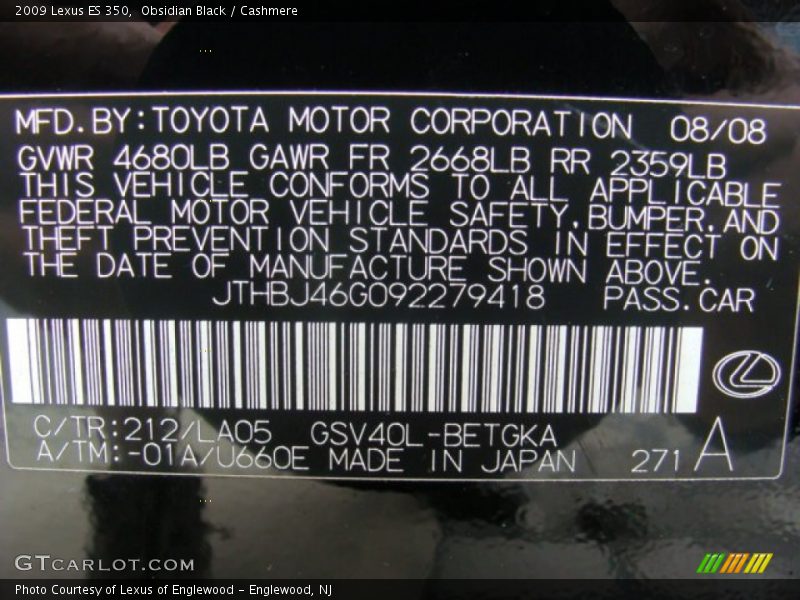 2009 Lexus ES 350,  Obsidian Black / Cashmere
MFD.BY:TOYOTA MOTOR CORPORATION 08/08
GVWR 4680LB GAWR FR 2668LB RR 2359LB
THIS VEHICLE CONFORMS TO ALL APPLICABLE
FEDERAL MOTOR VEHICLE SAFETY,BUMPER,AND
THEFT PREVENTION STANDARDS IN EFFECT ON
THE DATE OF MANUFACTURE SHOWN ABOVE.
JTHBJ46G092279418 PASS.CAR
C/TR:212/LA05 GSV40L-BETGKA
A/TM:-01A/U660E MADE IN JAPAN 271 A
GTCARLOT.COM
Photo Courtesy of Lexus of Englewood – Englewood, NJ